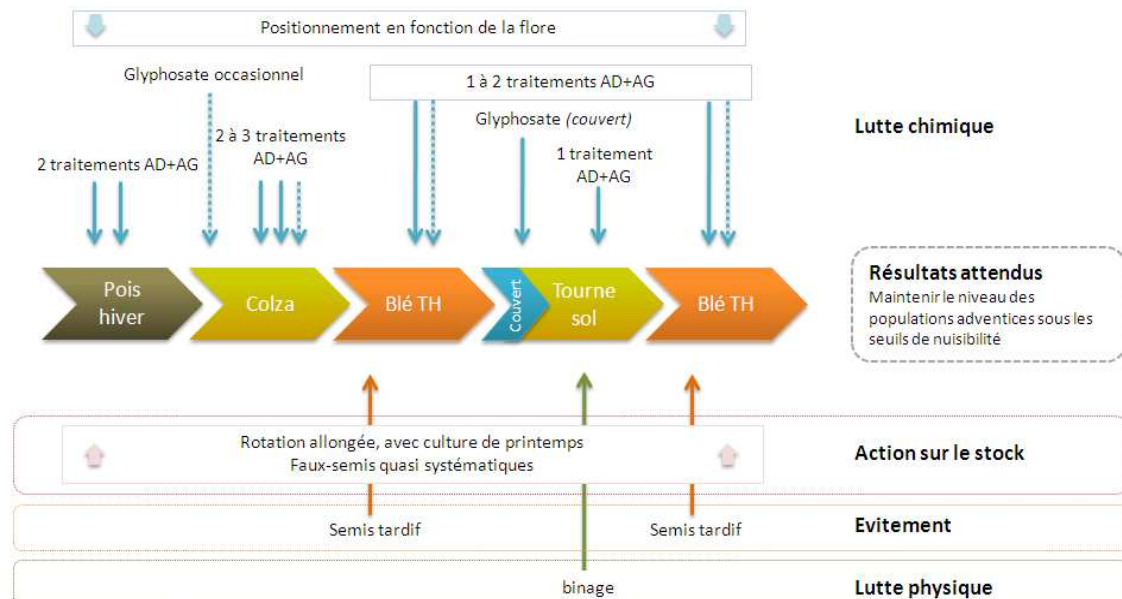 Positionnement en fonction de la flore
Glyphosate occasionnel
1 à 2 traitements AD+AG
Glyphosate (couvert)
Lutte chimique
2 à 3 traitements
AD+AG
2 traitements AD+AG
1 traitement
AD+AG
Pois
hiver
Colza
Blé TH
Couvert
Tourne
sol
Blé TH
Résultats attendus
Maintenir le niveau des
populations adventices sous les
seuils de nuisibilité
Rotation allongée, avec culture de printemps
Faux-semis quasi systématiques
Action sur le stock
Semis tardif
Semis tardif
Evitement
binage
Lutte physique